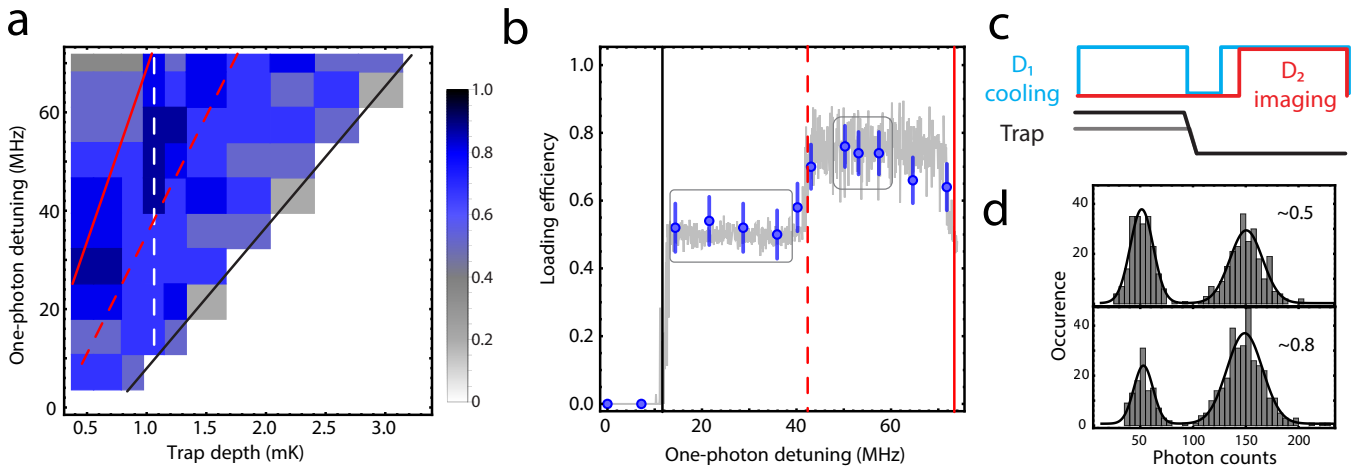 a
One-photon detuning (MHz)
60
40
20
0
0.5 1.0 1.5 2.0 2.5 3.0
Trap depth (mK)
1.0
0.8
0.6
0.4
0.2
0
b
Loading efficiency
1.0
0.8
0.6
0.4
0.2
0.0
0 20 40 60
One-photon detuning (MHz)
c
D1
cooling
D2
imaging
Trap
d
Occurence
40
20
0
~0.5
40
20
0
~0.8
50 100 150 200
Photon counts